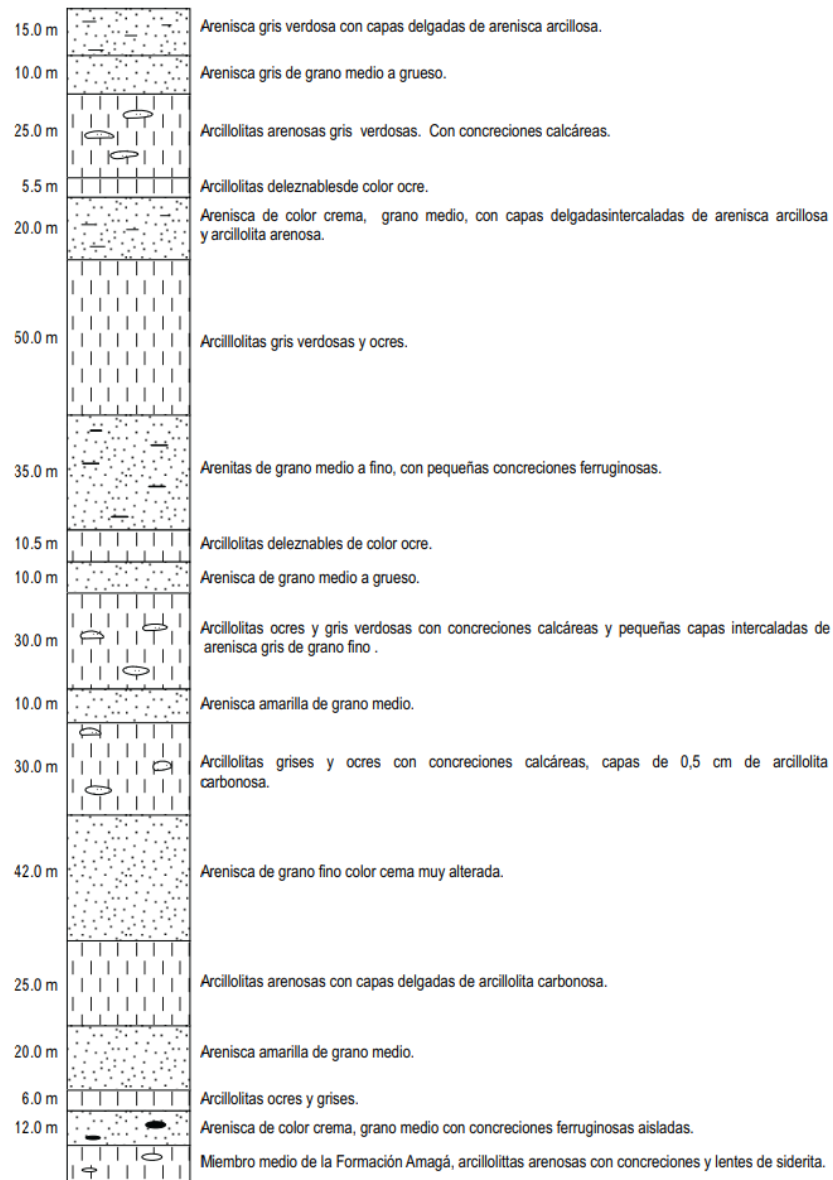 15.0 m Arenisca gris verdosa con capas delgadas de arenisca arcillosa.
10.0 m Arenisca gris de grano medio a grueso.
25.0 m Arcillolitas arenosas gris verdosas. Con concreciones calcáreas.
5.5 m Arcillolitas deleznablesde color ocre.
20.0 m Arenisca de color crema, grano medio, con capas delgadasintercaladas de arenisca arcillosa
y arcillolita arenosa.
50.0 m Arcilllolitas gris verdosas y ocres.
35.0 m Arenitas de grano medio a fino, con pequeñas concreciones ferruginosas.
10.5 m Arcillolitas deleznables de color ocre.
10.0 m Arenisca de grano medio a grueso.
30.0 m Arcillolitas ocres y gris verdosas con concreciones calcáreas y pequeñas capas intercaladas de
arenisca gris de grano fino .
10.0 m Arenisca amarilla de grano medio.
30.0 m Arcillolitas grises y ocres con concreciones calcáreas, capas de 0,5 cm de arcillolita
carbonosa.
42.0 m Arenisca de grano fino color cema muy alterada.
25.0 m Arcillolitas arenosas con capas delgadas de arcillolita carbonosa.
20.0 m Arenisca amarilla de grano medio.
6.0 m Arcillolitas ocres y grises.
12.0 m Arenisca de color crema, grano medio con concreciones ferruginosas aisladas.
Miembro medio de la Formación Amagá, arcillolittas arenosas con concreciones y lentes de siderita.